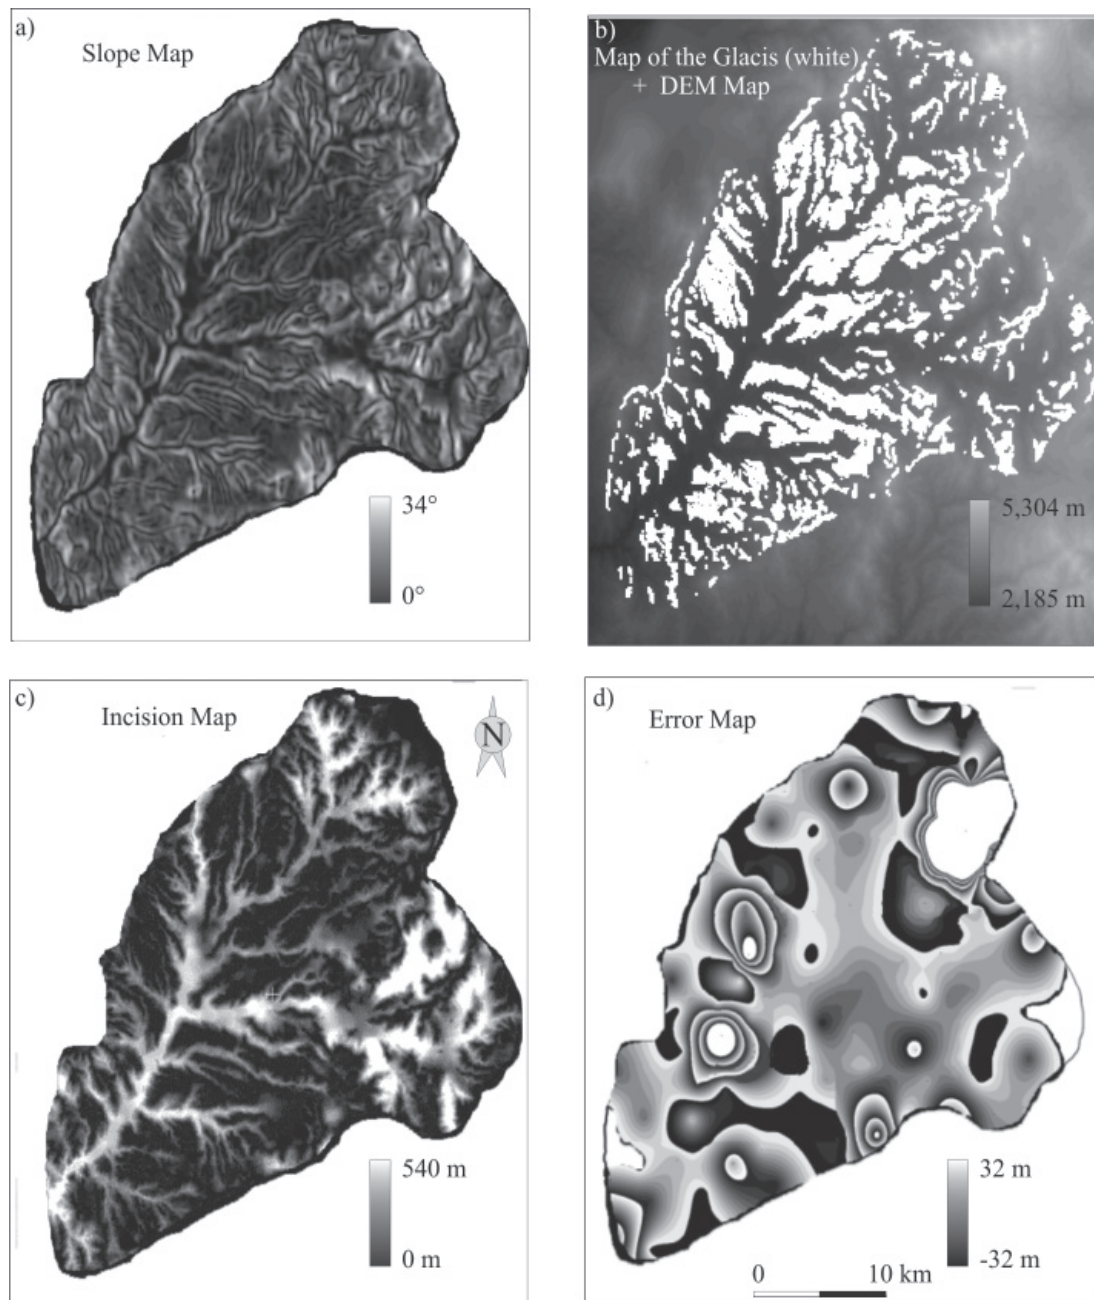 a)
Slope Map
34°
0°
b)
Map of the Glacis (white)
+ DEM Map
5,304 m
2,185 m
c)
Incision Map
N
540 m
0 m
d)
Error Map
32 m
-32 m
0 10 km